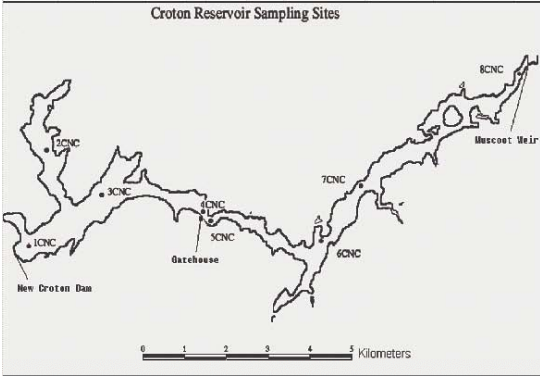 Croton Reservoir Sampling Sites
8CNC
Muscoot Weir
2CNC
7CNC
3CNC
4CNC
5CNC
1CNC
6CNC
Gatehouse
New Croton Dam
0 1 2 3 4 5
Kilometers